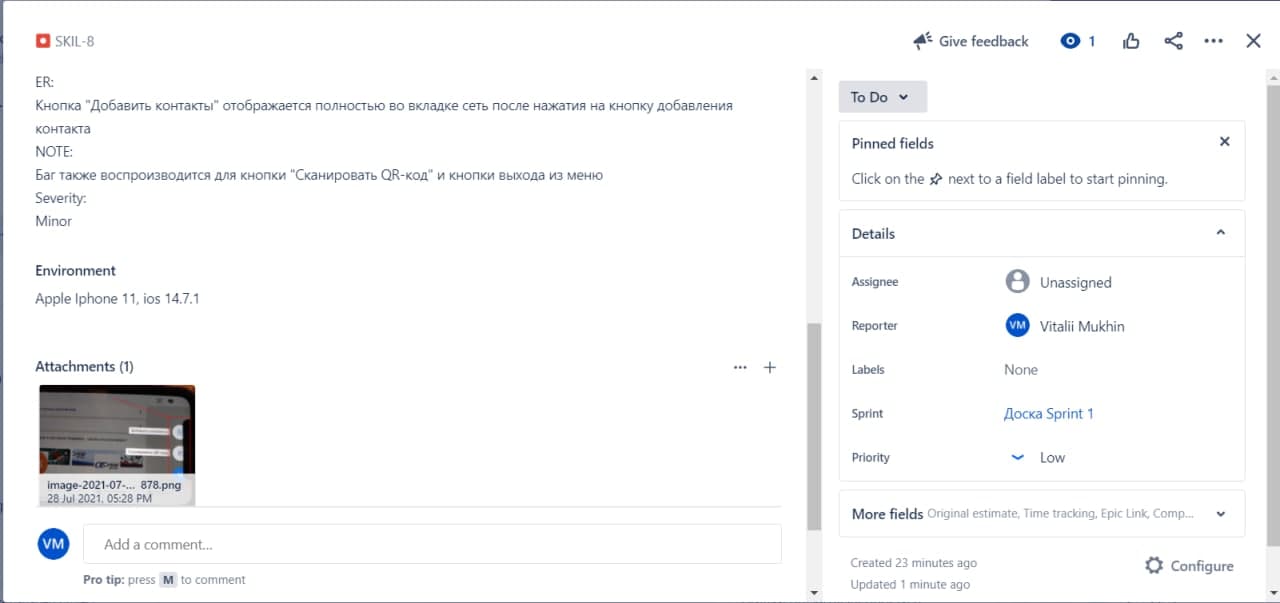 SKIL-8
Give feedback
1
ER:
Кнопка "Добавить контакты" отображается полностью во вкладке сеть после нажатия на кнопку добавления
контакта
NOTE:
Баг также воспроизводится для кнопки "Сканировать QR-код" и кнопки выхода из меню
Severity:
Minor
Environment
Apple Iphone 11, ios 14.7.1
Attachments (1)
image-2021-07-... 878.png
28 Jul 2021, 05:28 PM
VM
Add a comment...
Pro tip: press M to comment
To Do
Pinned fields
Click on the next to a field label to start pinning.
Details
Assignee
Unassigned
Reporter
VM Vitalii Mukhin
Labels
None
Sprint
Доска Sprint 1
Priority
Low
More fields Original estimate, Time tracking, Epic Link, Comp...
Created 23 minutes ago
Updated 1 minute ago
Configure